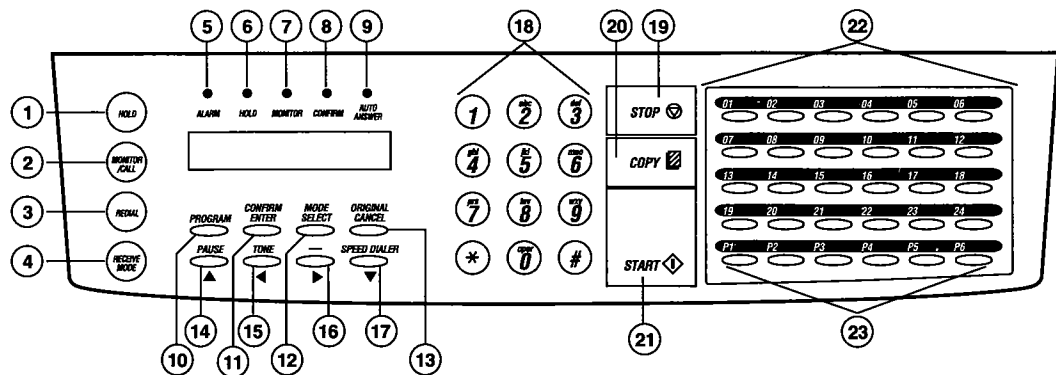 5 6 7 8 9 18 20 19 22
1 HOLD
ALARM HOLD MONITOR CONFIRM AUTO ANSWER
2 MONITOR /CALL
3 REDIAL
4 RECEIVE MODE
PROGRAM CONFIRM ENTER MODE SELECT ORIGINAL CANCEL
PAUSE TONE — SPEED DIALER
14 15 16 17
10 11 12 13
1 abc 2 def 3
ghi 4 jkl 5 mno 6
prs 7 tuv 8 wxy 9
* oper 0 #
STOP
COPY
START
21
01 02 03 04 05 06
07 08 09 10 11 12
13 14 15 16 17 18
19 20 21 22 23 24
P1 P2 P3 P4 P5 P6
23